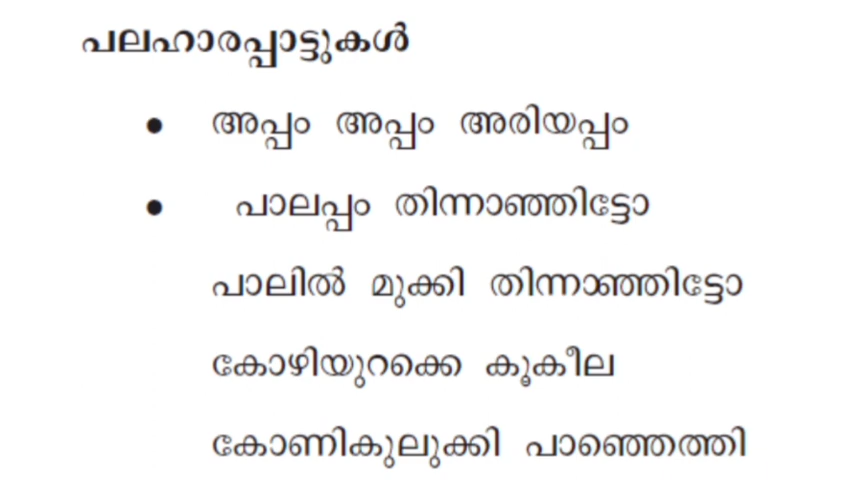 പലഹാരപ്പാട്ടുകൾ
• അപ്പം അപ്പം അരിയപ്പം
• പാലപ്പം തിന്നാഞ്ഞിട്ടോ
പാലിൽ മുക്കി തിന്നാഞ്ഞിട്ടോ
കോഴിയുറക്കെ കൂകീല
കോണികുലുക്കി പാഞ്ഞെത്തി